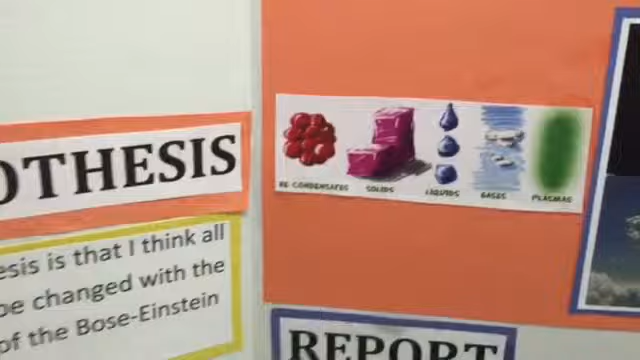 OTHESIS
esis is that I think all
be changed with the
of the Bose-Einstein
BE CONDENSATES SOLIDS LIQUIDS GASES PLASMAS
REPORT